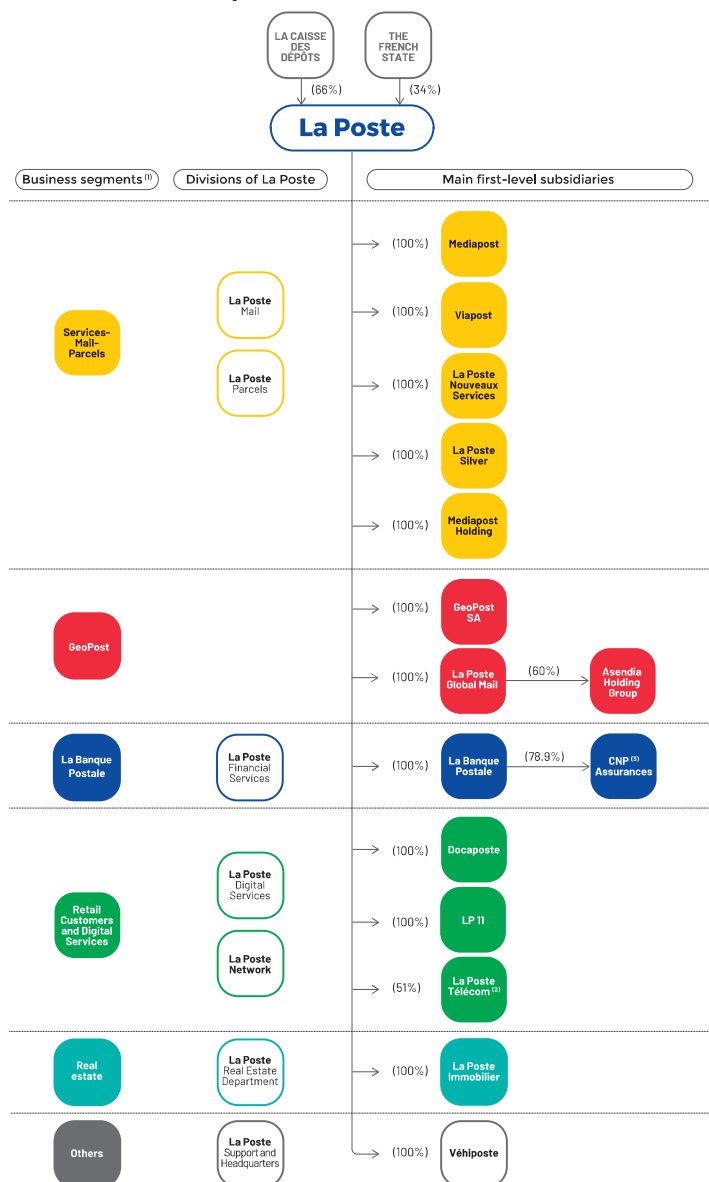 LA CAISSE
DES
DÉPÔTS
THE
FRENCH
STATE
(66%)
(34%)
La Poste
Business segments (1)
Divisions of La Poste
Main first-level subsidiaries
Services-
Mail-
Parcels
La Poste
Mail
La Poste
Parcels
(100%)
Mediapost
(100%)
Viapost
(100%)
La Poste
Nouveaux
Services
(100%)
La Poste
Silver
(100%)
Mediapost
Holding
GeoPost
(100%)
GeoPost
SA
(100%)
La Poste
Global Mail
(60%)
Asendia
Holding
Group
La Banque
Postale
La Poste
Financial
Services
(100%)
La Banque
Postale
(78.9%)
CNP (3)
Assurances
Retail
Customers
and Digital
Services
La Poste
Digital
Services
La Poste
Network
(100%)
Docaposte
(100%)
LP 11
(51%)
La Poste
Télécom (2)
Real
estate
La Poste
Real Estate
Department
(100%)
La Poste
Immobilier
Others
La Poste
Support and
Headquarters
(100%)
Véhiposte